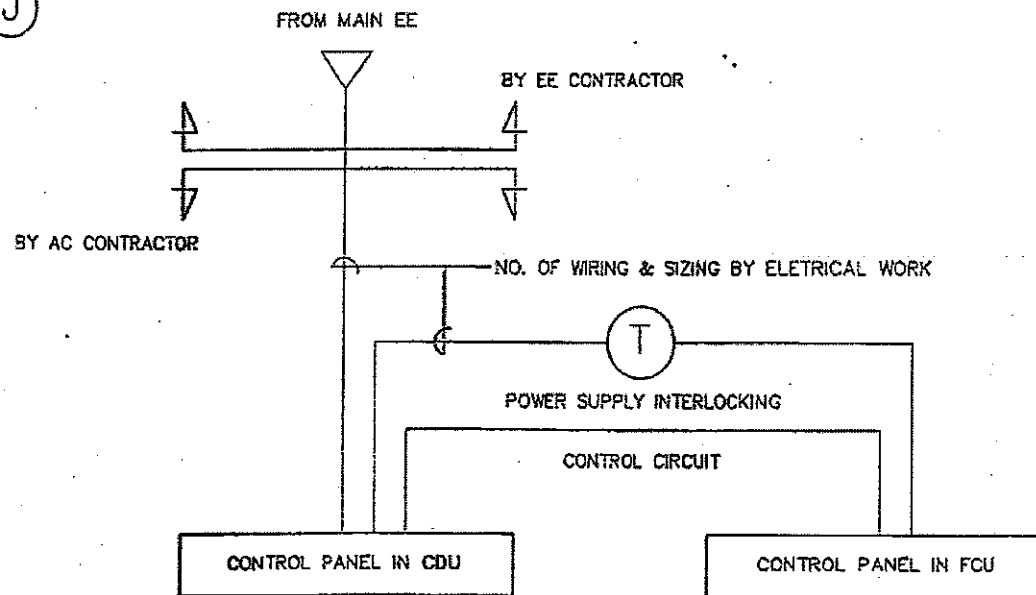 J
FROM MAIN EE
BY EE CONTRACTOR
BY AC CONTRACTOR
NO. OF WIRING & SIZING BY ELETRICAL WORK
T
POWER SUPPLY INTERLOCKING
CONTROL CIRCUIT
CONTROL PANEL IN CDU
CONTROL PANEL IN FCU